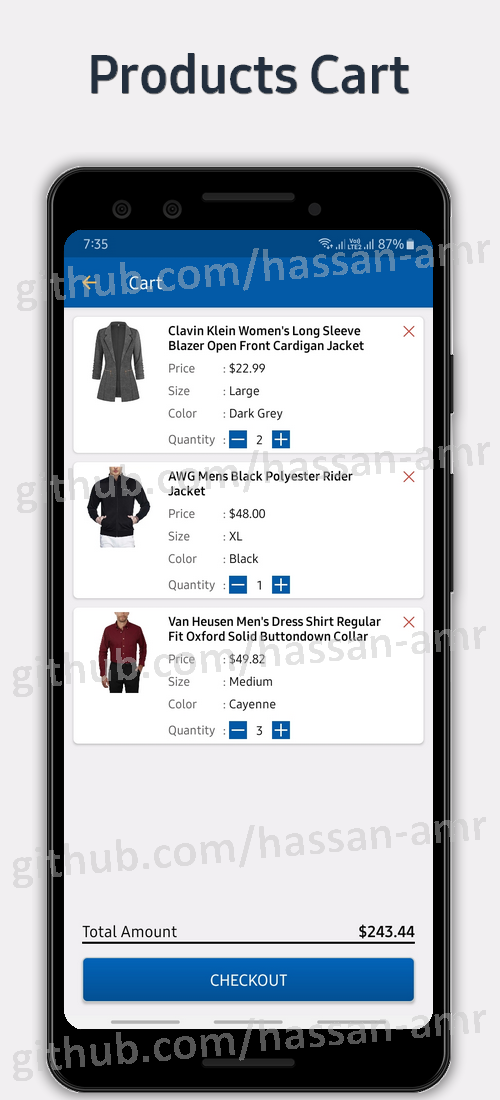 Products Cart
7:35
Vo) LTE2 87%
github.com/hassan-amr
Cart
Clavin Klein Women's Long Sleeve
Blazer Open Front Cardigan Jacket
Price : $22.99
Size : Large
Color : Dark Grey
Quantity : 2
github.com/hassan-amr
AWG Mens Black Polyester Rider
Jacket
Price : $48.00
Size : XL
Color : Black
Quantity : 1
Van Heusen Men's Dress Shirt Regular
Fit Oxford Solid Buttondown Collar
github.com/hassan-amr
Price : $49.82
Size : Medium
Color : Cayenne
Quantity : 3
github.com/hassan-amr
Total Amount $243.44
CHECKOUT
github.com/hassan-amr